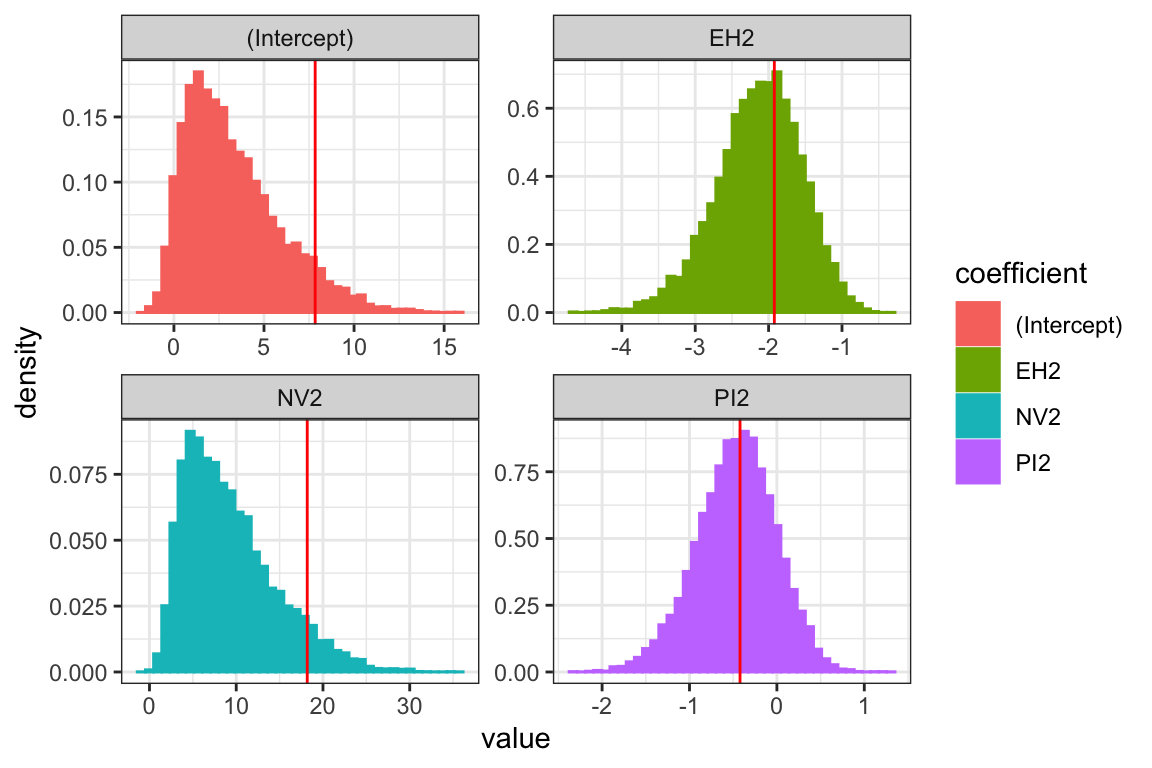 (Intercept)
EH2
0.15
0.10
0.05
0.00
0.6
0.4
0.2
0.0
0 5 10 15
-4 -3 -2 -1
NV2
PI2
0.075
0.050
0.025
0.000
0.75
0.50
0.25
0.00
0 10 20 30
-2 -1 0 1
density
value
coefficient
(Intercept)
EH2
NV2
PI2